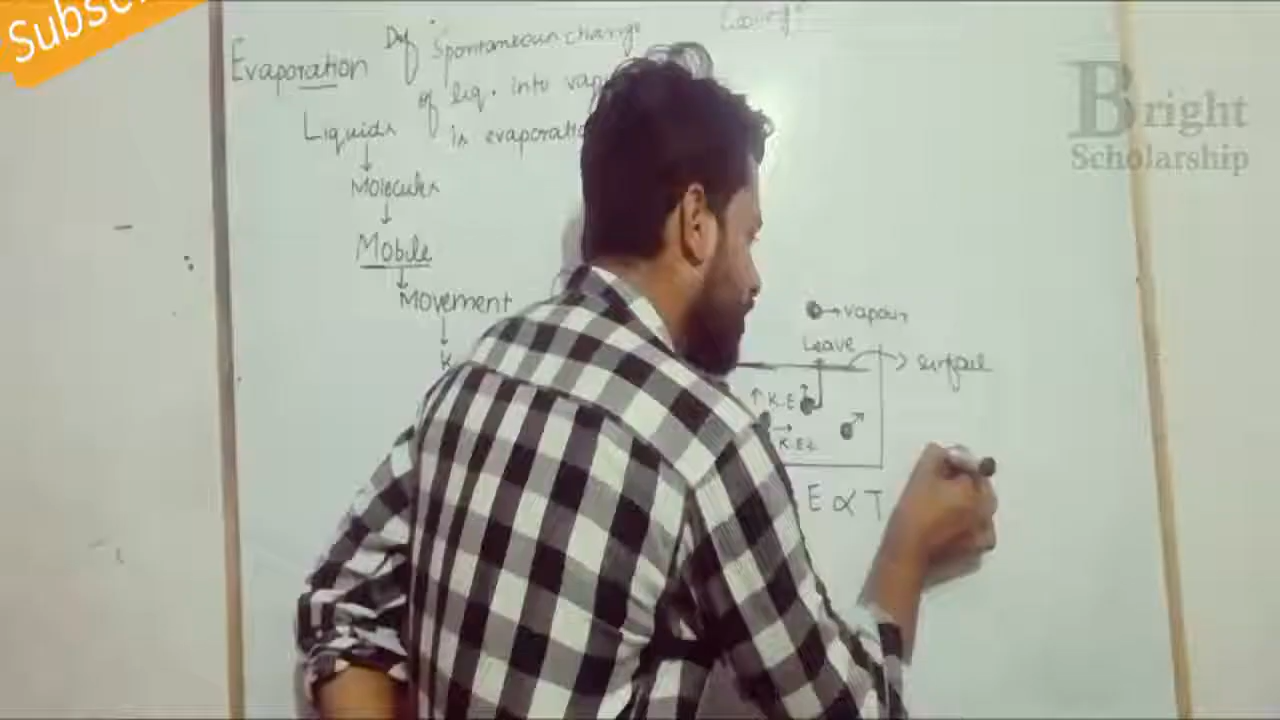 Subsc
Evaporation
Def Spontaneous change
of liq. into vap
is evaporatio
Liquids
Molecules
Mobile
Movement
K
Bright
Scholarship
vapour
Leave
surface
↑ K.E
K.E↓
E ∝ T